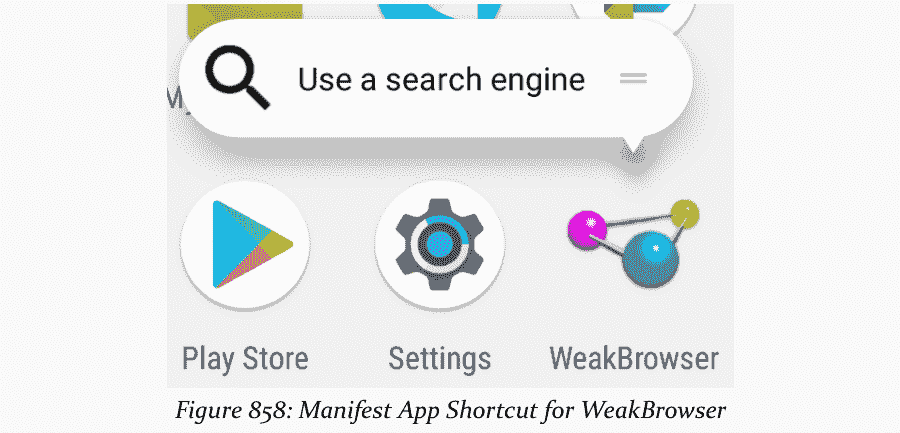 Use a search engine
Play Store
Settings
WeakBrowser
Figure 858: Manifest App Shortcut for WeakBrowser